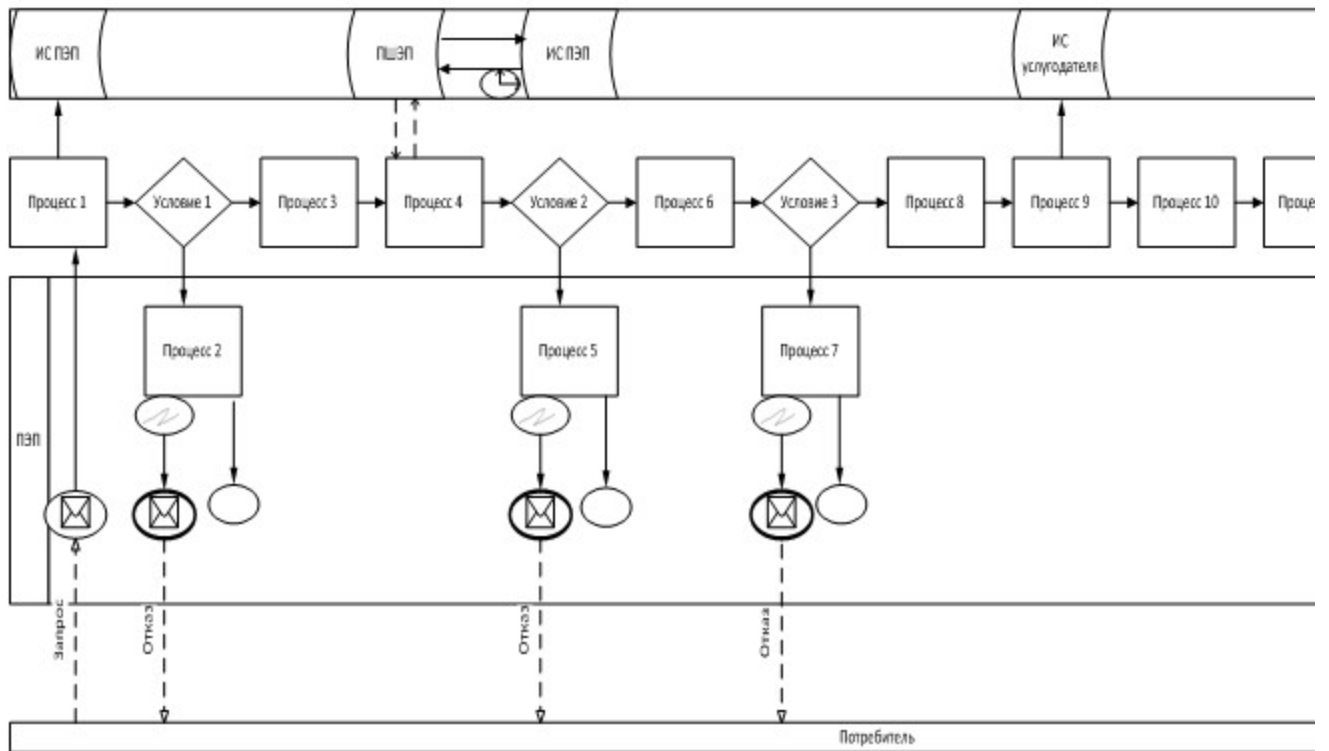 ИС ПЭП
ПШЭП
ИС ПЭП
ИС
услугодателя
Процесс 1
Условие 1
Процесс 3
Процесс 4
Условие 2
Процесс 6
Условие 3
Процесс 8
Процесс 9
Процесс 10
Проце
Процесс 2
Процесс 5
Процесс 7
ПЭП
Запрос
Отказ
Отказ
Отказ
Потребитель